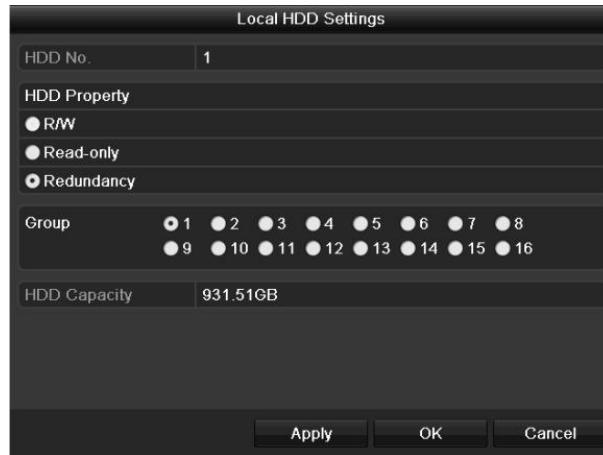 Local HDD Settings
HDD No. 1
HDD Property
R/W
Read-only
Redundancy
Group 1 2 3 4 5 6 7 8
9 10 11 12 13 14 15 16
HDD Capacity 931.51GB
Apply OK Cancel